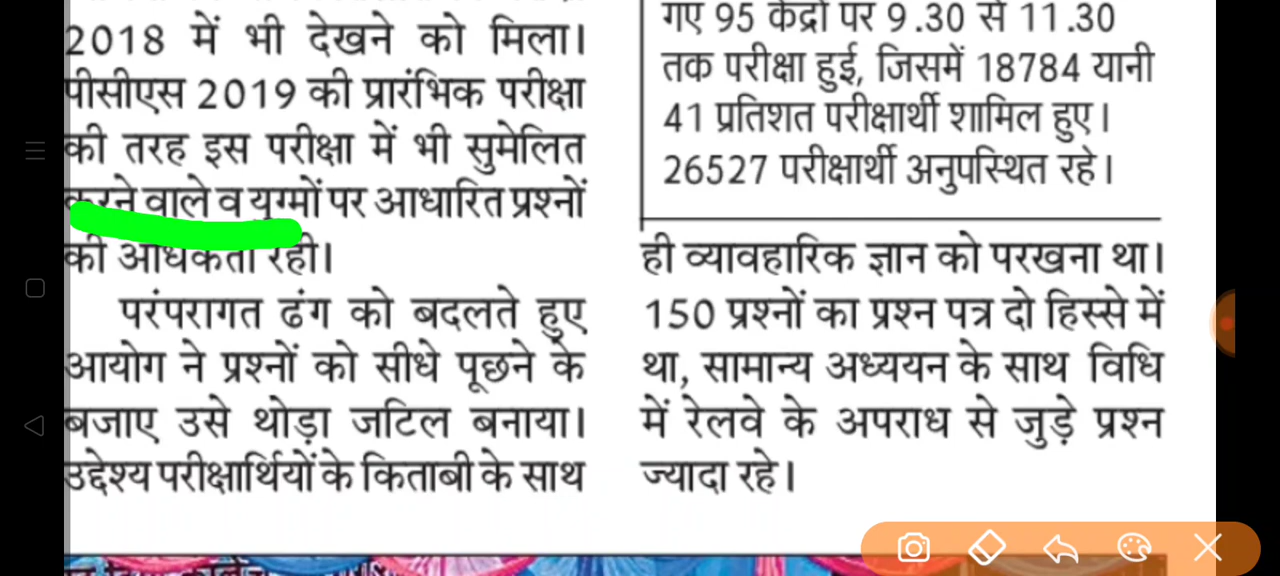 2018 में भी देखने को मिला।
पीसीएस 2019 की प्रारंभिक परीक्षा
की तरह इस परीक्षा में भी सुमेलित
करने वाले व युग्मों पर आधारित प्रश्नों
की अधिकता रही।
परंपरागत ढंग को बदलते हुए
आयोग ने प्रश्नों को सीधे पूछने के
बजाए उसे थोड़ा जटिल बनाया।
उद्देश्य परीक्षार्थियों के किताबी के साथ
गए 95 केंद्रों पर 9.30 से 11.30
तक परीक्षा हुई, जिसमें 18784 यानी
41 प्रतिशत परीक्षार्थी शामिल हुए।
26527 परीक्षार्थी अनुपस्थित रहे।
ही व्यावहारिक ज्ञान को परखना था।
150 प्रश्नों का प्रश्न पत्र दो हिस्से में
था, सामान्य अध्ययन के साथ विधि
में रेलवे के अपराध से जुड़े प्रश्न
ज्यादा रहे।